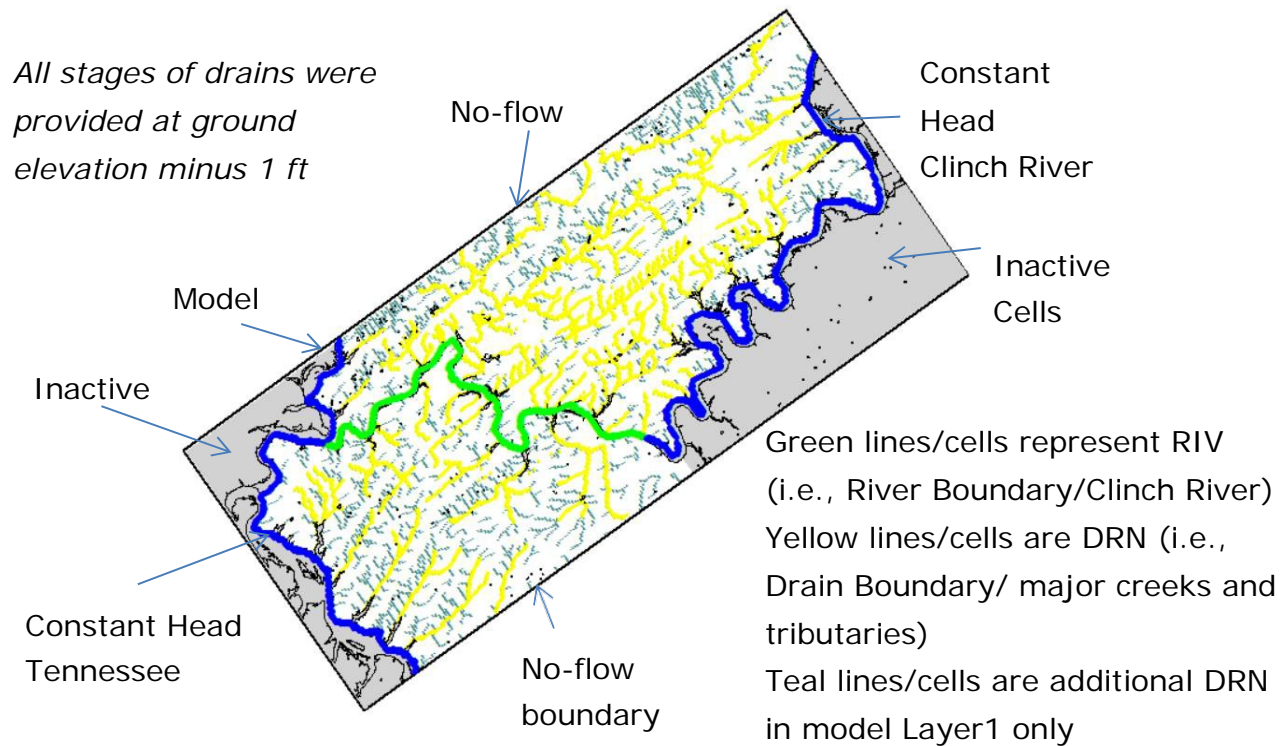 All stages of drains were
provided at ground
elevation minus 1 ft
No-flow
Constant
Head
Clinch River
Model
Inactive
Cells
Inactive
Green lines/cells represent RIV
(i.e., River Boundary/Clinch River)
Yellow lines/cells are DRN (i.e.,
Drain Boundary/ major creeks and
tributaries)
Teal lines/cells are additional DRN
in model Layer1 only
Constant Head
Tennessee
No-flow
boundary